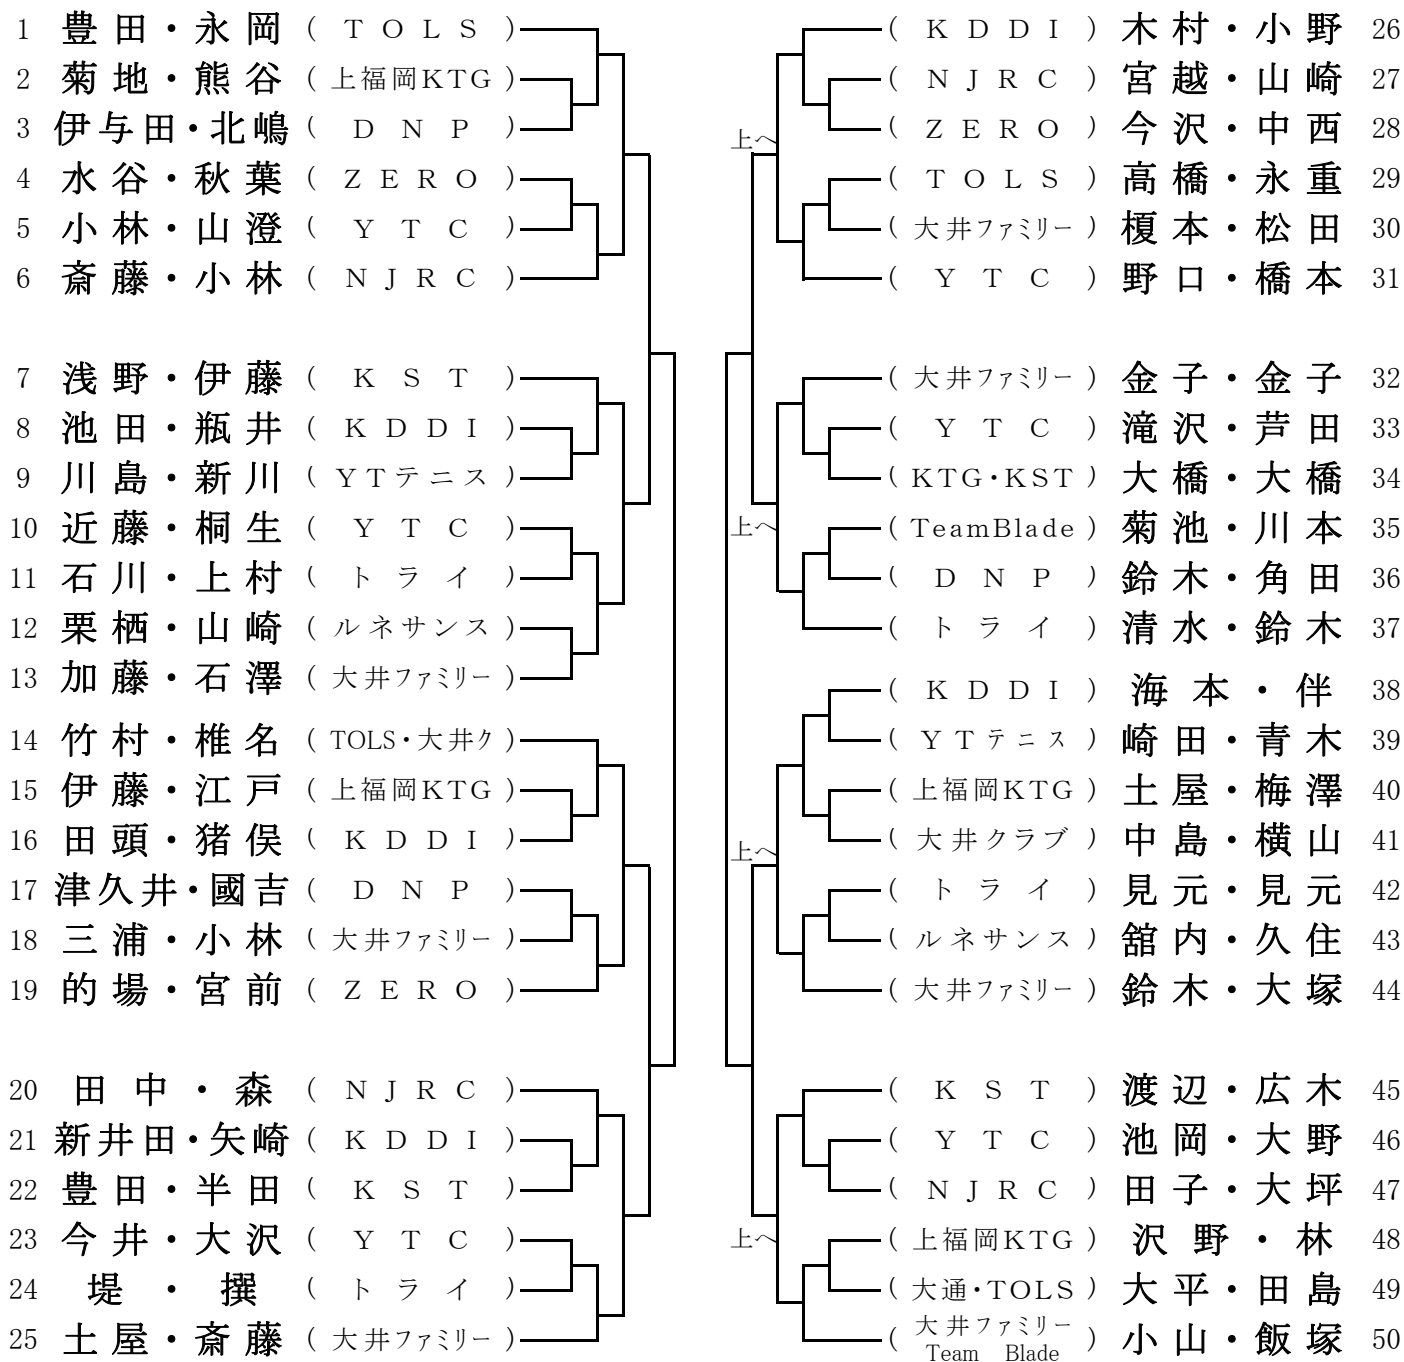 1 豊田・永岡 ( TOLS )
2 菊地・熊谷 ( 上福岡KTG )
3 伊与田・北嶋 ( DNP )
4 水谷・秋葉 ( ZERO )
5 小林・山澄 ( YTC )
6 斎藤・小林 ( NJRC )
7 浅野・伊藤 ( KST )
8 池田・瓶井 ( KDDI )
9 川島・新川 ( YTテニス )
10 近藤・桐生 ( YTC )
11 石川・上村 ( トライ )
12 栗栖・山崎 ( ルネサンス )
13 加藤・石澤 ( 大井ファミリー )
14 竹村・椎名 ( TOLS・大井ク )
15 伊藤・江戸 ( 上福岡KTG )
16 田頭・猪俣 ( KDDI )
17 津久井・國吉 ( DNP )
18 三浦・小林 ( 大井ファミリー )
19 的場・宮前 ( ZERO )
20 田中・森 ( NJRC )
21 新井田・矢崎 ( KDDI )
22 豊田・半田 ( KST )
23 今井・大沢 ( YTC )
24 堤・撰 ( トライ )
25 土屋・斎藤 ( 大井ファミリー )
( KDDI ) 木村・小野 26
( NJRC ) 宮越・山崎 27
( ZERO ) 今沢・中西 28
上へ
( TOLS ) 高橋・永重 29
( 大井ファミリー ) 榎本・松田 30
( YTC ) 野口・橋本 31
( 大井ファミリー ) 金子・金子 32
( YTC ) 滝沢・芦田 33
( KTG・KST ) 大橋・大橋 34
上へ
( TeamBlade ) 菊池・川本 35
( DNP ) 鈴木・角田 36
( トライ ) 清水・鈴木 37
( KDDI ) 海本・伴 38
( YTテニス ) 崎田・青木 39
( 上福岡KTG ) 土屋・梅澤 40
( 大井クラブ ) 中島・横山 41
上へ
( トライ ) 見元・見元 42
( ルネサンス ) 舘内・久住 43
( 大井ファミリー ) 鈴木・大塚 44
( KST ) 渡辺・広木 45
( YTC ) 池岡・大野 46
( NJRC ) 田子・大坪 47
上へ
( 上福岡KTG ) 沢野・林 48
( 大通・TOLS ) 大平・田島 49
( 大井ファミリー Team Blade ) 小山・飯塚 50